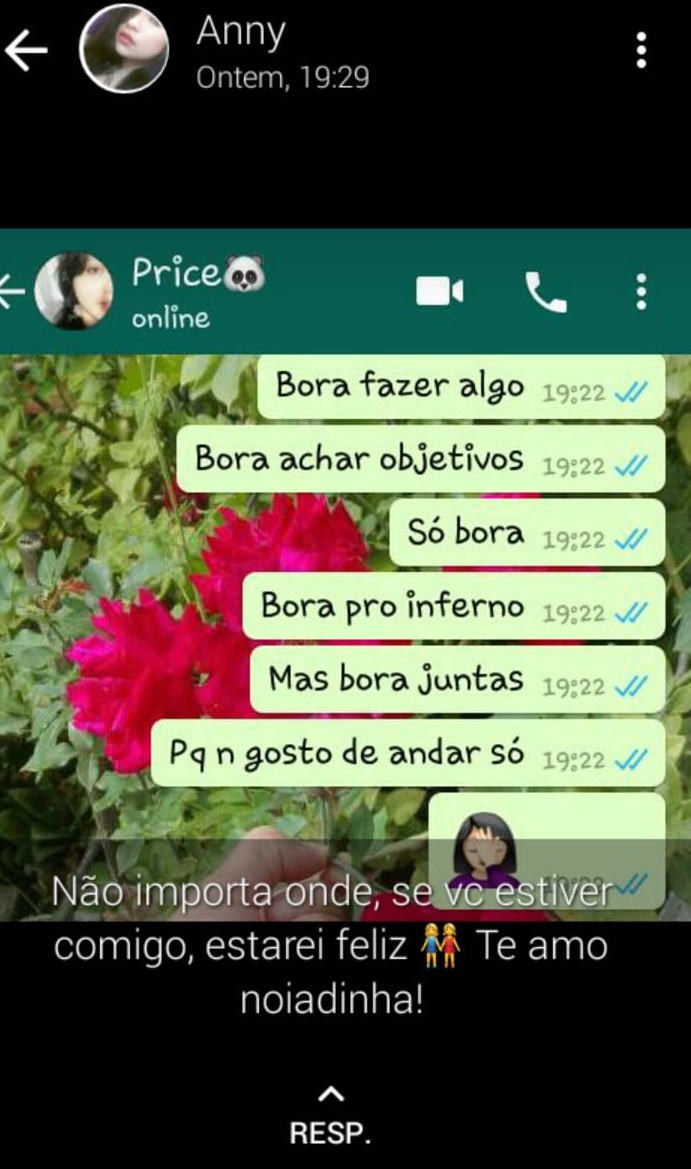 Anny
Ontem, 19:29
Price🐼
online
Bora fazer algo 19:22
Bora achar objetivos 19:22
Só bora 19:22
Bora pro inferno 19:22
Mas bora juntas 19:22
Pq n gosto de andar só 19:22
🤦🏻‍♀️
Não importa onde, se vc estiver
comigo, estarei feliz 👭 Te amo
noiadinha!
RESP.